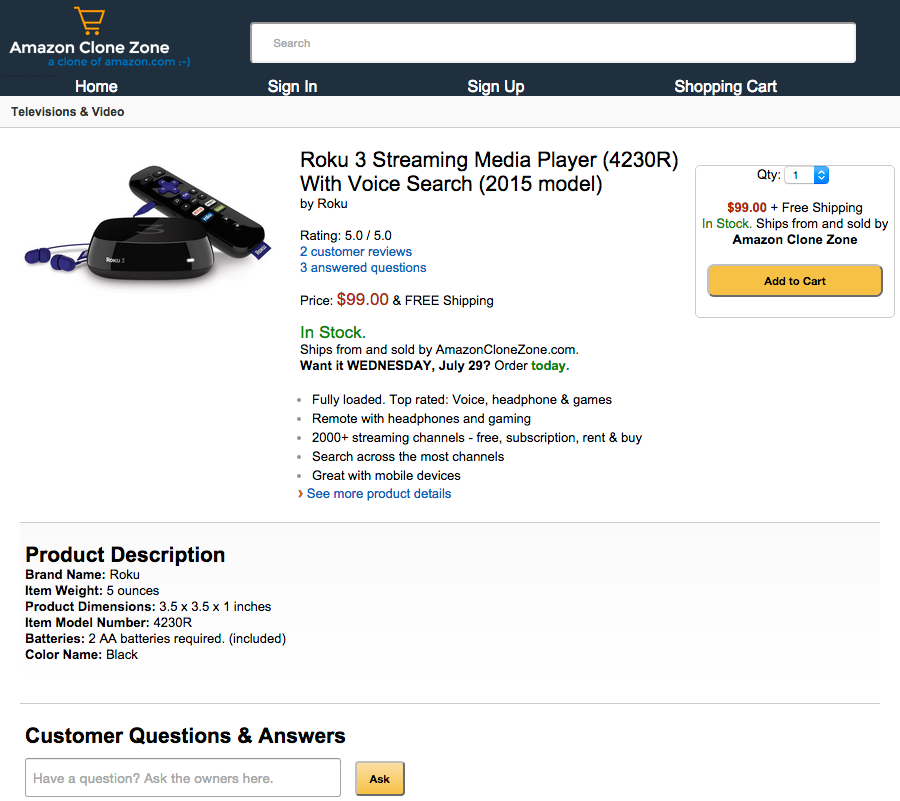 Amazon Clone Zone
a clone of amazon.com :-)
Search
Home
Sign In
Sign Up
Shopping Cart
Televisions & Video
Roku 3 Streaming Media Player (4230R)
With Voice Search (2015 model)
by Roku
Rating: 5.0 / 5.0
2 customer reviews
3 answered questions
Price: $99.00 & FREE Shipping
In Stock.
Ships from and sold by AmazonCloneZone.com.
Want it WEDNESDAY, July 29? Order today.
Fully loaded. Top rated: Voice, headphone & games
Remote with headphones and gaming
2000+ streaming channels - free, subscription, rent & buy
Search across the most channels
Great with mobile devices
› See more product details
Qty: 1
$99.00 + Free Shipping
In Stock. Ships from and sold by
Amazon Clone Zone
Add to Cart
ROKU 3
ROKU
Product Description
Brand Name: Roku
Item Weight: 5 ounces
Product Dimensions: 3.5 x 3.5 x 1 inches
Item Model Number: 4230R
Batteries: 2 AA batteries required. (included)
Color Name: Black
Customer Questions & Answers
Have a question? Ask the owners here.
Ask